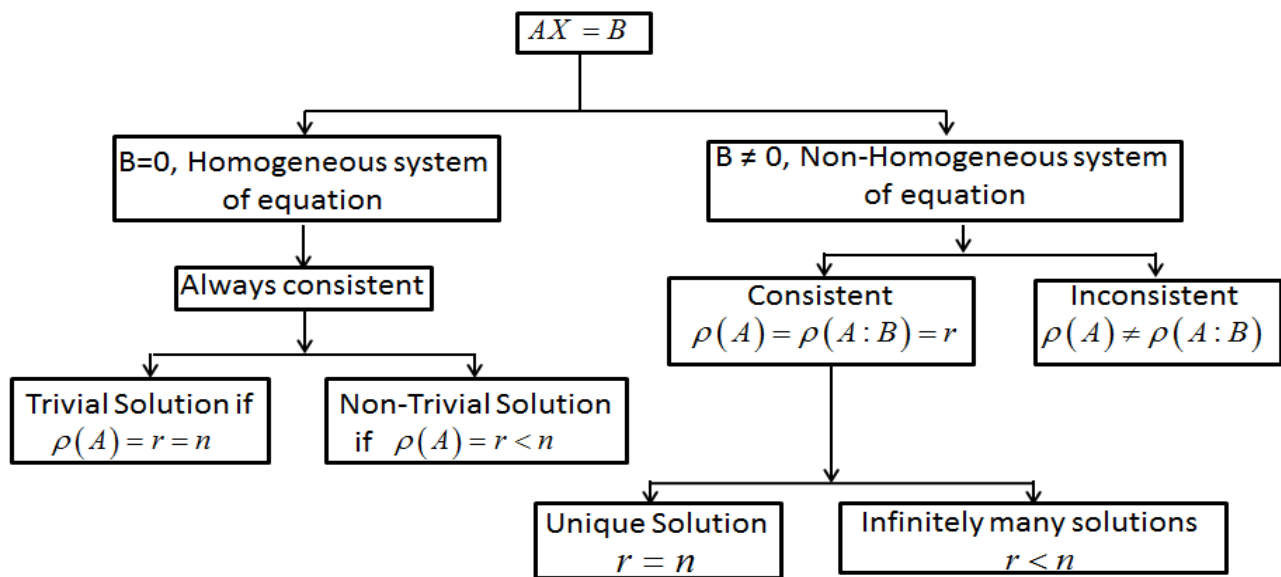 AX = B
B=0, Homogeneous system
of equation
B ≠ 0, Non-Homogeneous system
of equation
Always consistent
Consistent
ρ(A) = ρ(A : B) = r
Inconsistent
ρ(A) ≠ ρ(A : B)
Trivial Solution if
ρ(A) = r = n
Non-Trivial Solution
if ρ(A) = r < n
Unique Solution
r = n
Infinitely many solutions
r < n